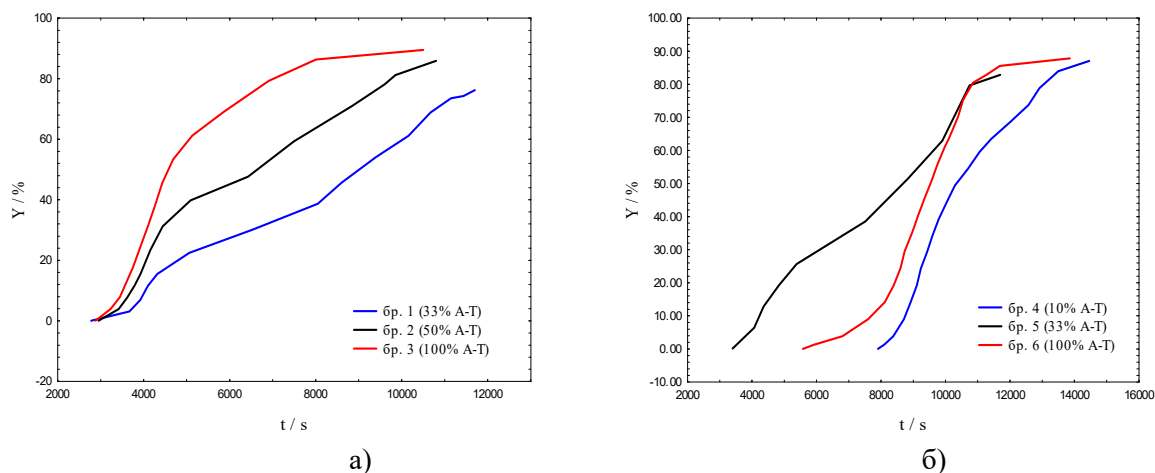 100
80
60
40
20
0
-20
Y / %
бр. 1 (33% A-T)
бр. 2 (50% A-T)
бр. 3 (100% A-T)
2000 4000 6000 8000 10000 12000
t / s
а)
100.00
90.00
80.00
70.00
60.00
50.00
40.00
30.00
20.00
10.00
0.00
-10.00
Y / %
бр. 4 (10% A-T)
бр. 5 (33% A-T)
бр. 6 (100% A-T)
2000 4000 6000 8000 10000 12000 14000 16000
t / s
б)